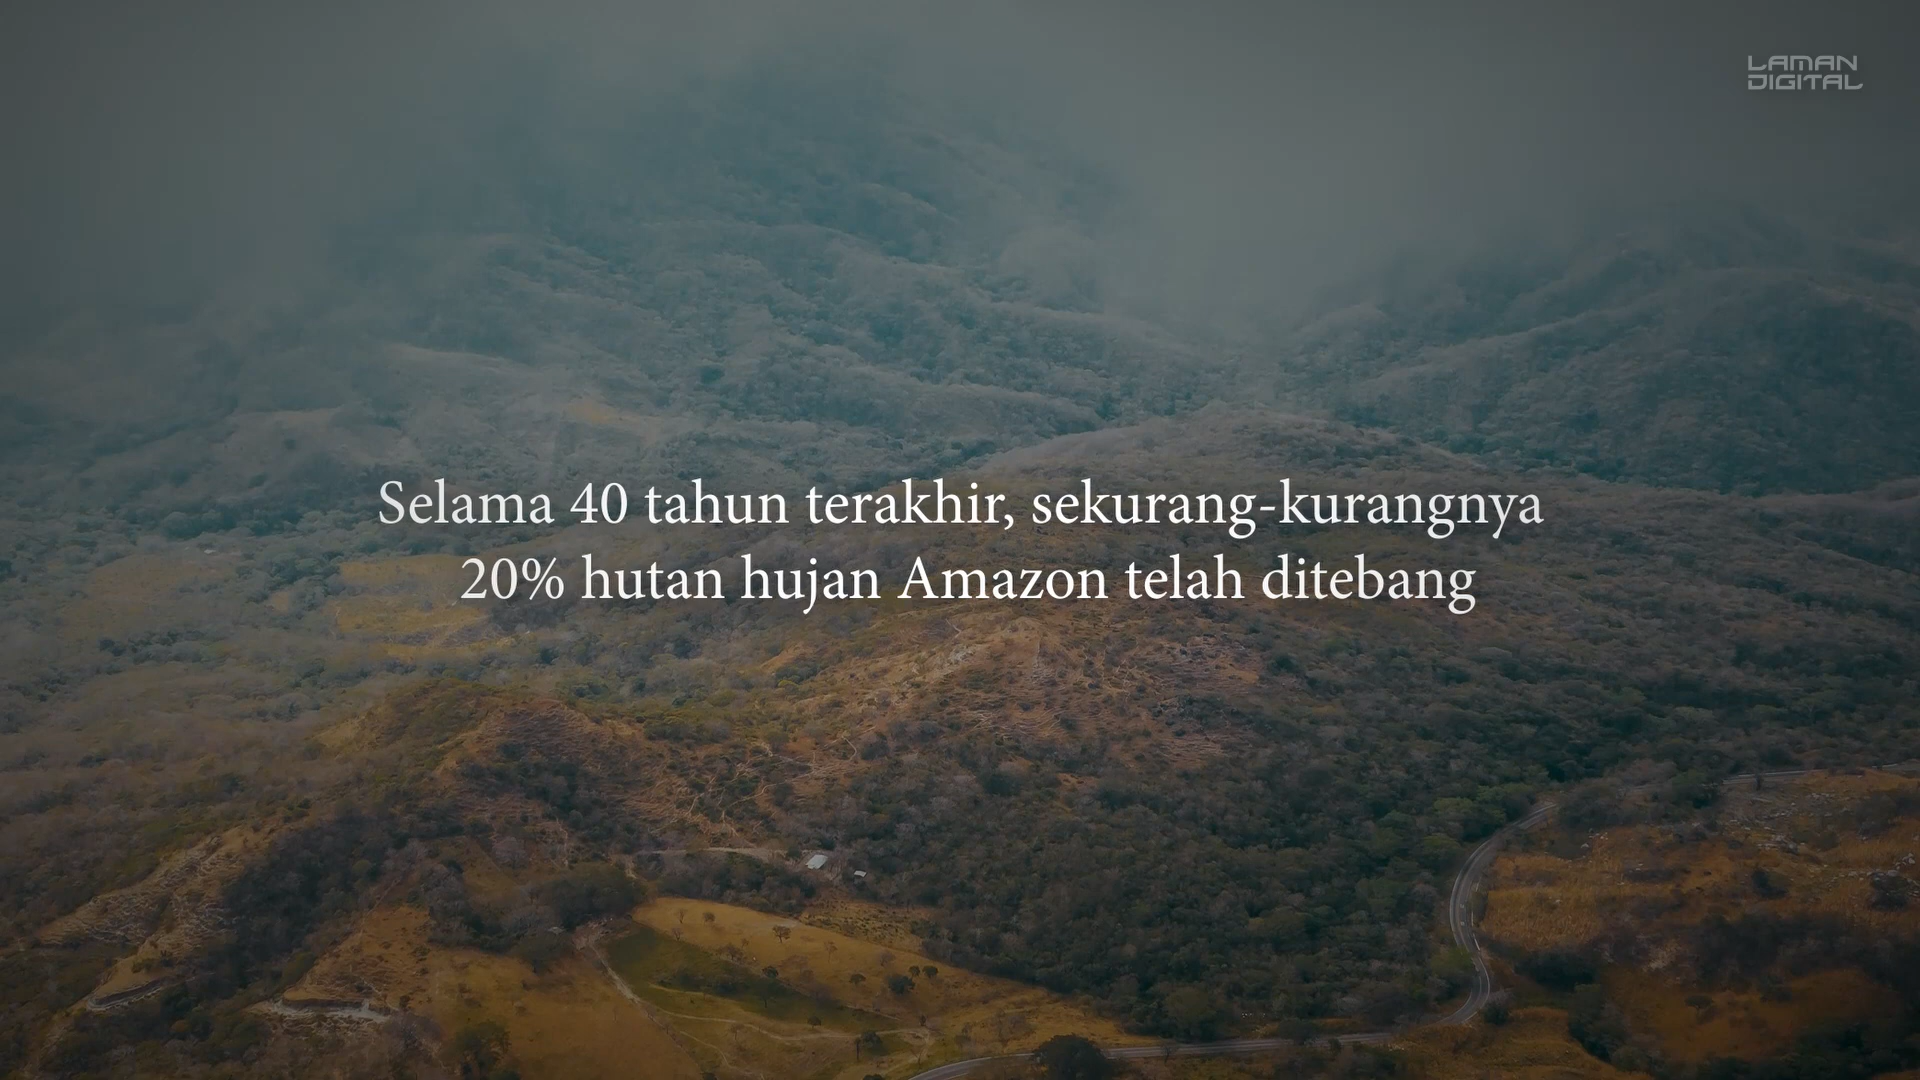 LAMAN
DIGITAL
Selama 40 tahun terakhir, sekurang-kurangnya
20% hutan hujan Amazon telah ditebang